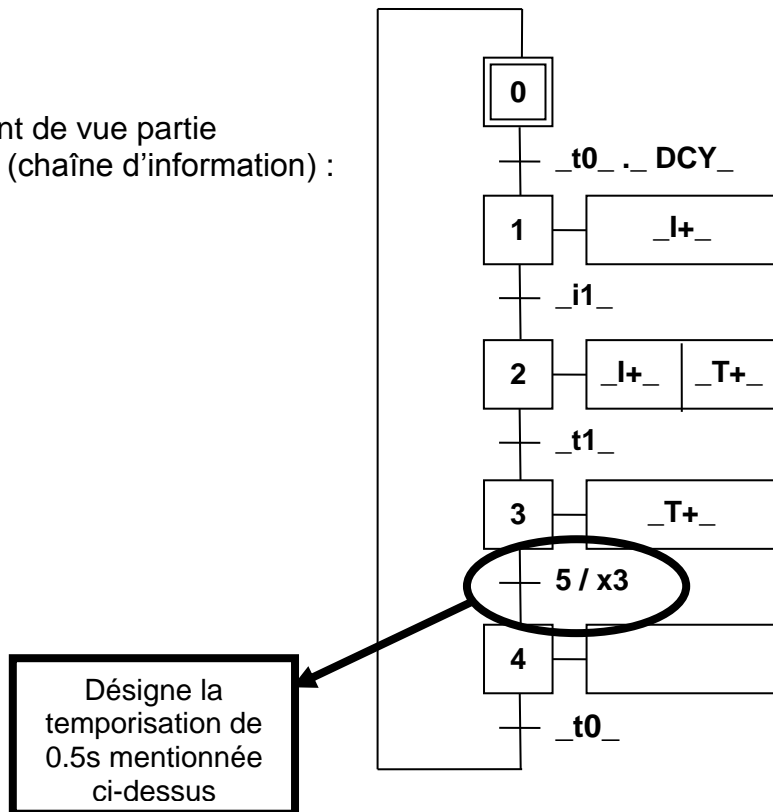 0
nt de vue partie
(chaîne d'information) :
_t0_ ._ DCY_
1
_I+_
_i1_
2
_I+_
_T+_
_t1_
3
_T+_
5 / x3
4
Désigne la
temporisation de
0.5s mentionnée
ci-dessus
_t0_